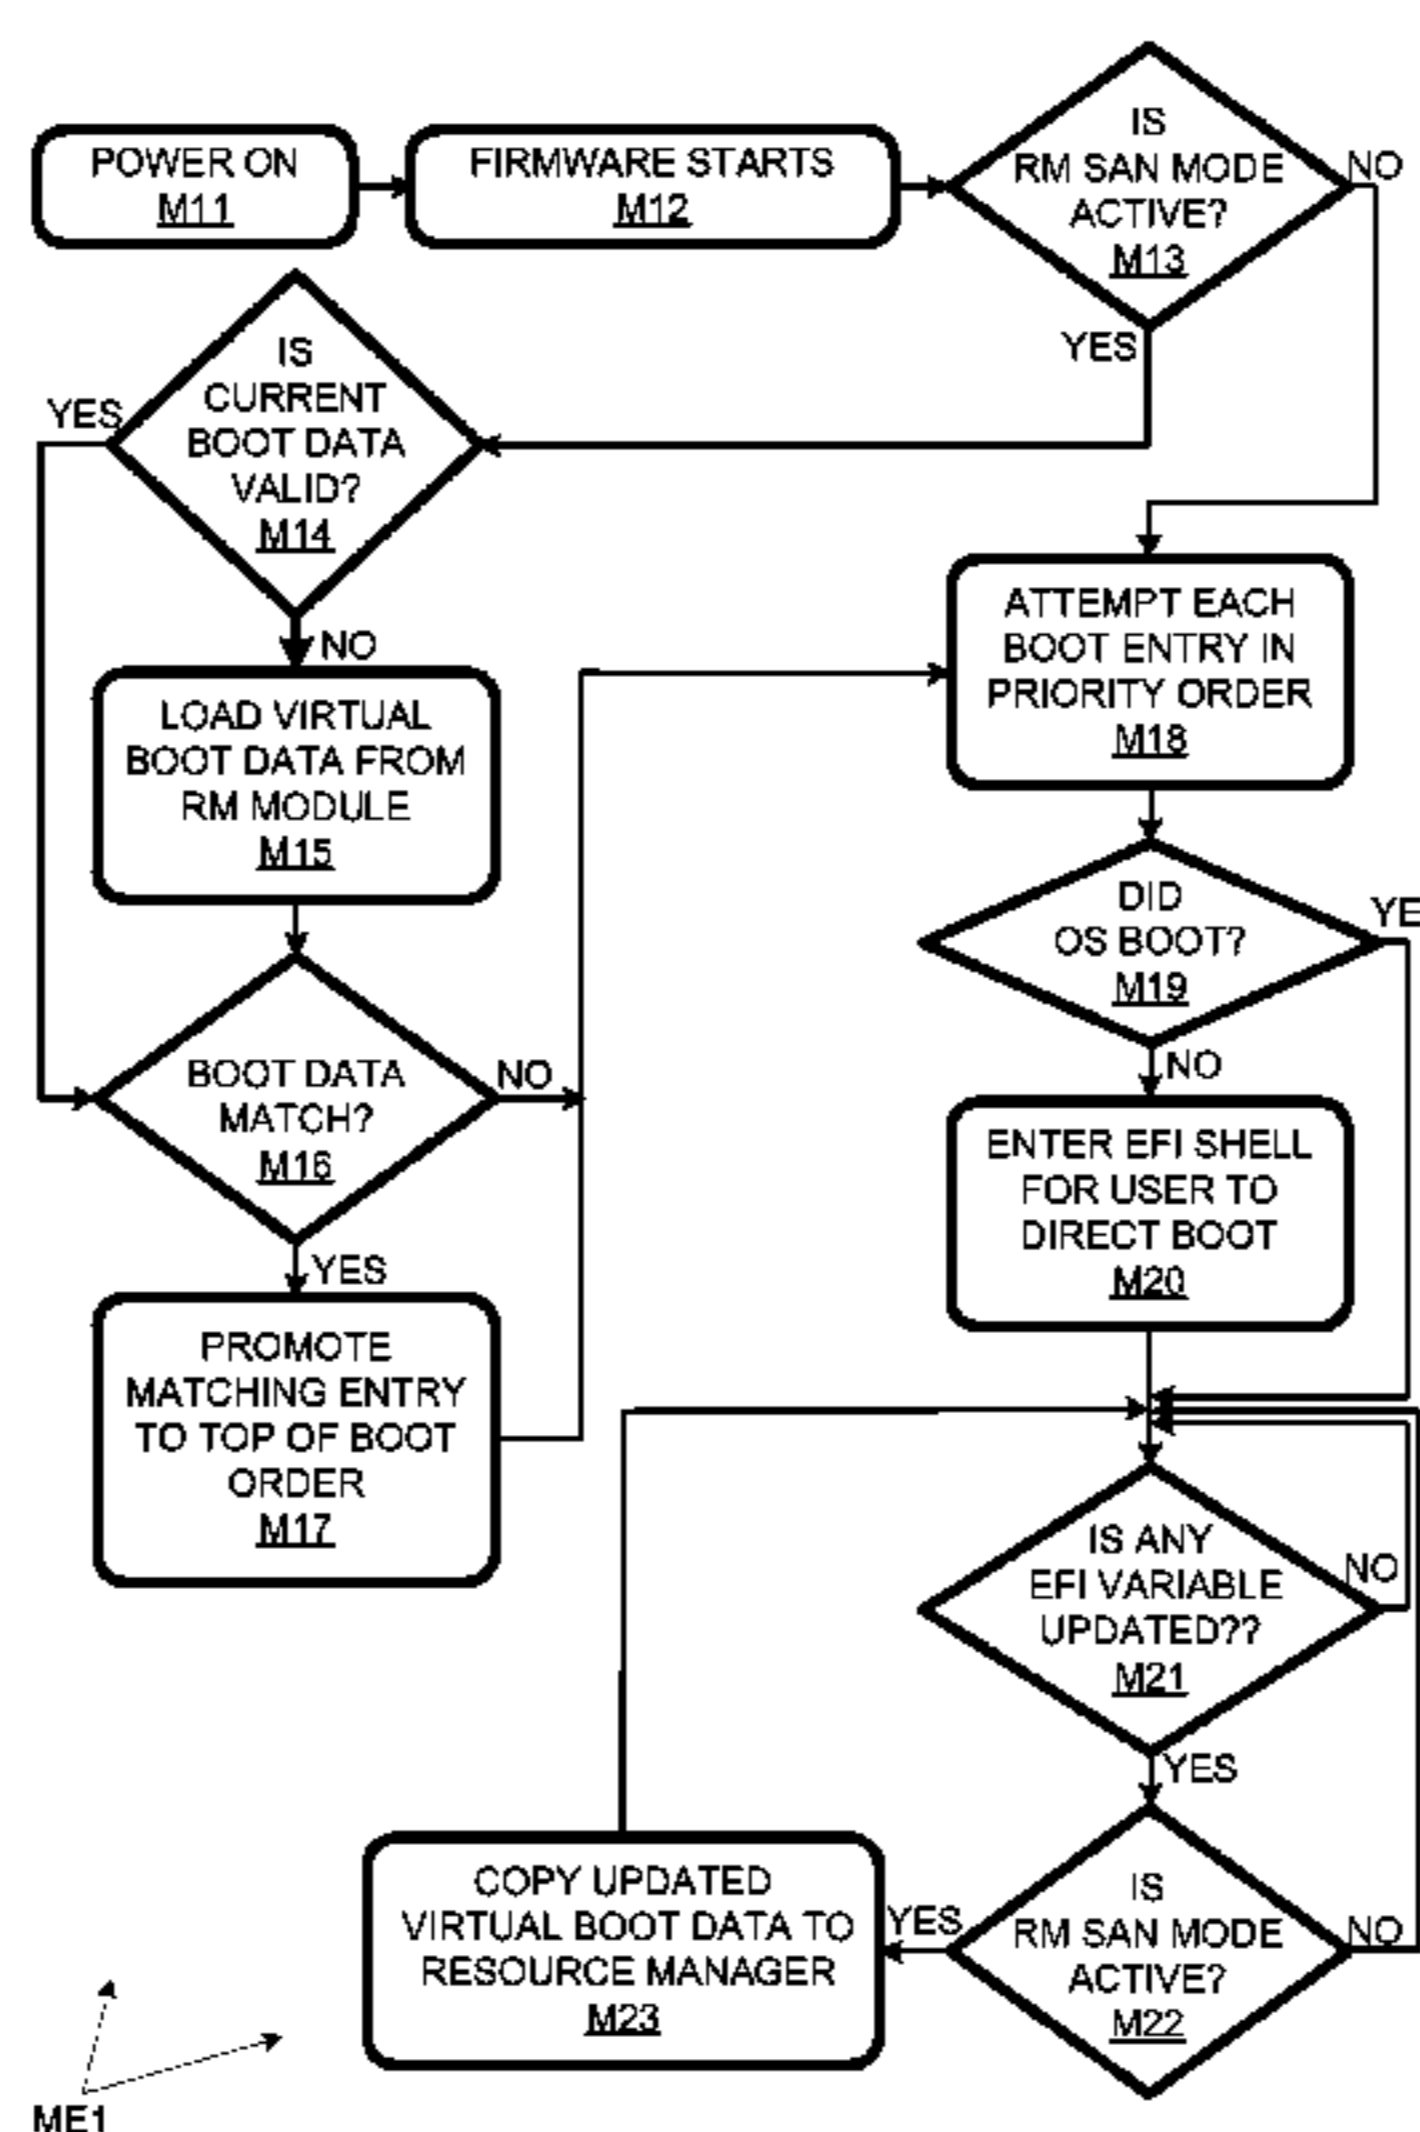 POWER ON
M11
FIRMWARE STARTS
M12
IS
RM SAN MODE
ACTIVE?
M13
NO
YES
IS
CURRENT
BOOT DATA
VALID?
M14
YES
NO
LOAD VIRTUAL
BOOT DATA FROM
RM MODULE
M15
BOOT DATA
MATCH?
M16
NO
YES
PROMOTE
MATCHING ENTRY
TO TOP OF BOOT
ORDER
M17
ATTEMPT EACH
BOOT ENTRY IN
PRIORITY ORDER
M18
DID
OS BOOT?
M19
YE
NO
ENTER EFI SHELL
FOR USER TO
DIRECT BOOT
M20
IS ANY
EFI VARIABLE
UPDATED??
M21
NO
YES
IS
RM SAN MODE
ACTIVE?
M22
NO
YES
COPY UPDATED
VIRTUAL BOOT DATA TO
RESOURCE MANAGER
M23
ME1